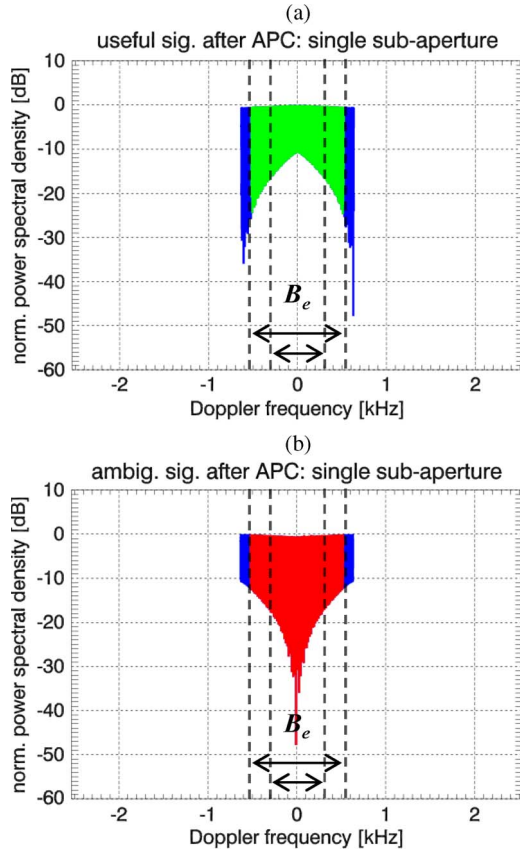 (a)
useful sig. after APC: single sub-aperture
norm. power spectral density [dB]
10
0
-10
-20
-30
-40
-50
-60
Be
-2
-1
0
1
2
Doppler frequency [kHz]
(b)
ambig. sig. after APC: single sub-aperture
norm. power spectral density [dB]
10
0
-10
-20
-30
-40
-50
-60
Be
-2
-1
0
1
2
Doppler frequency [kHz]